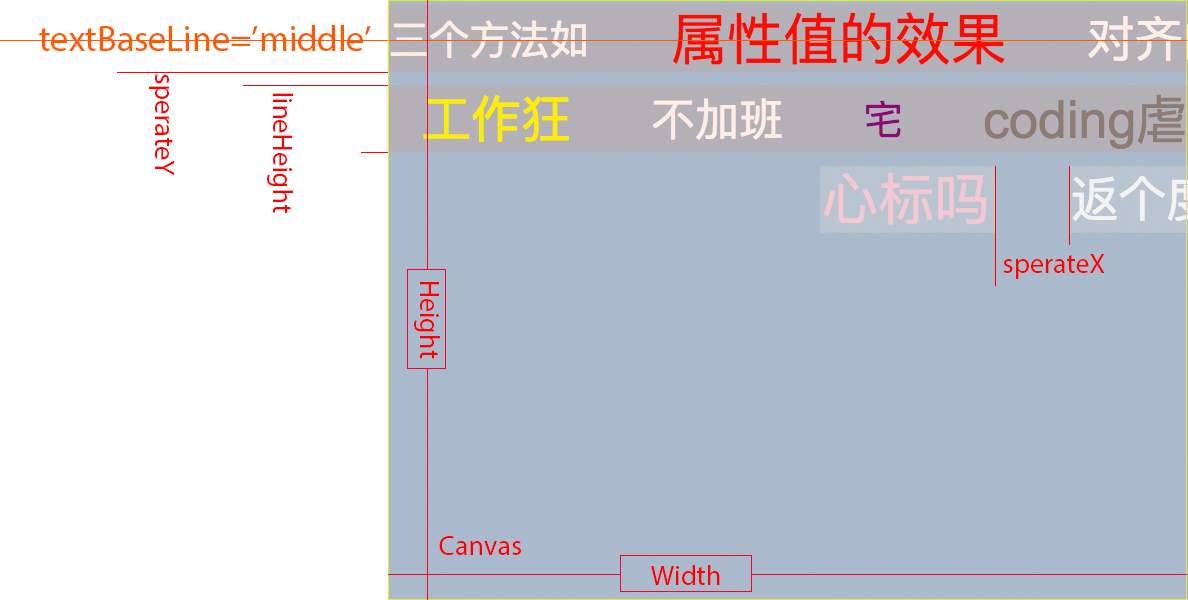 textBaseLine=’middle’ 三个方法如 属性值的效果 对齐
sperateY
lineHeight
工作狂 不加班 宅 coding虐
心标吗 返个度
sperateX
Height
Canvas
Width